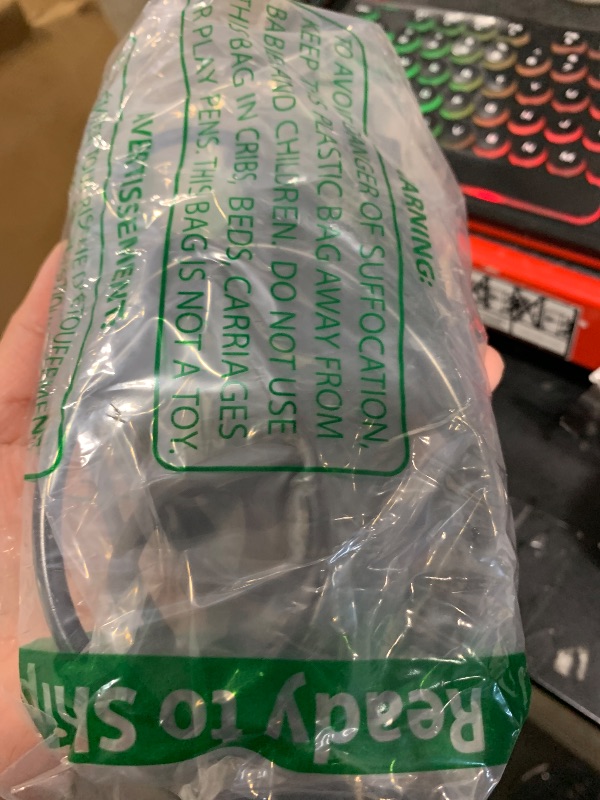 WARNING:
TO AVOID DANGER OF SUFFOCATION,
KEEP THIS PLASTIC BAG AWAY FROM
BABIES AND CHILDREN. DO NOT USE
THIS BAG IN CRIBS, BEDS, CARRIAGES
OR PLAY PENS. THIS BAG IS NOT A TOY.
AVERTISSEMENT:
Ready to Ship